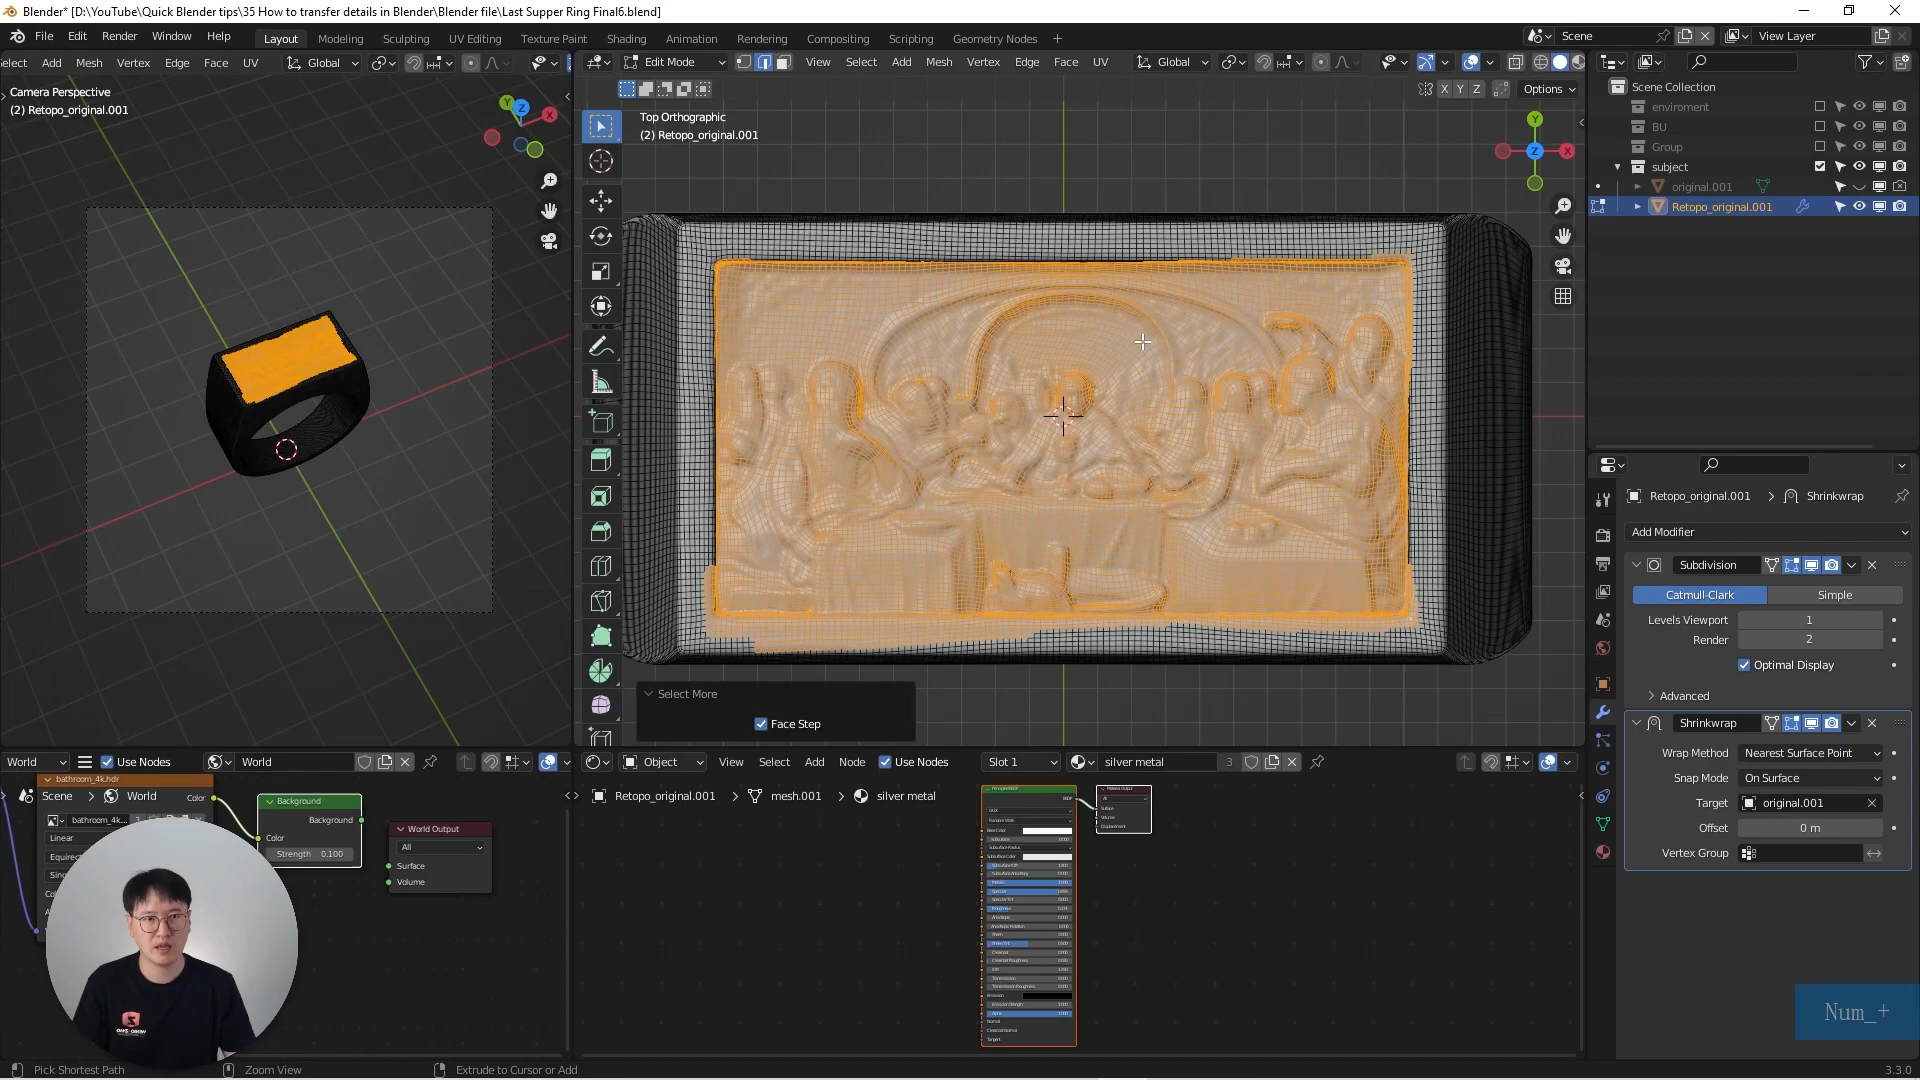 Blender* [D:\YouTube\Quick Blender tips\35 How to transfer details in Blender\Blender file\Last Supper Ring Final6.blend]
File Edit Render Window Help Layout Modeling Sculpting UV Editing Texture Paint Shading Animation Rendering Compositing Scripting Geometry Nodes + Scene View Layer
elect Add Mesh Vertex Edge Face UV Global
Edit Mode View Select Add Mesh Vertex Edge Face UV Global
X Y Z Options
Camera Perspective
(2) Retopo_original.001
Y Z X
Top Orthographic
(2) Retopo_original.001
Y Z X
Scene Collection
enviroment
BU
Group
subject
original.001
Retopo_original.001
Retopo_original.001 > Shrinkwrap
Add Modifier
Subdivision
Catmull-Clark Simple
Levels Viewport 1
Render 2
Optimal Display
Advanced
Shrinkwrap
Wrap Method Nearest Surface Point
Snap Mode On Surface
Target original.001
Offset 0 m
Vertex Group
Select More
Face Step
World Use Nodes World
bathroom_4k.hdr
Scene > World
Color
bathroom_4k...
Linear
Equirect
Sing
Background
Background
Color
Strength 0.100
World Output
All
Surface
Volume
Object View Select Add Node Use Nodes Slot 1 silver metal 3
Retopo_original.001 > mesh.001 > silver metal
Num_+
Pick Shortest Path Zoom View Extrude to Cursor or Add 3.3.0